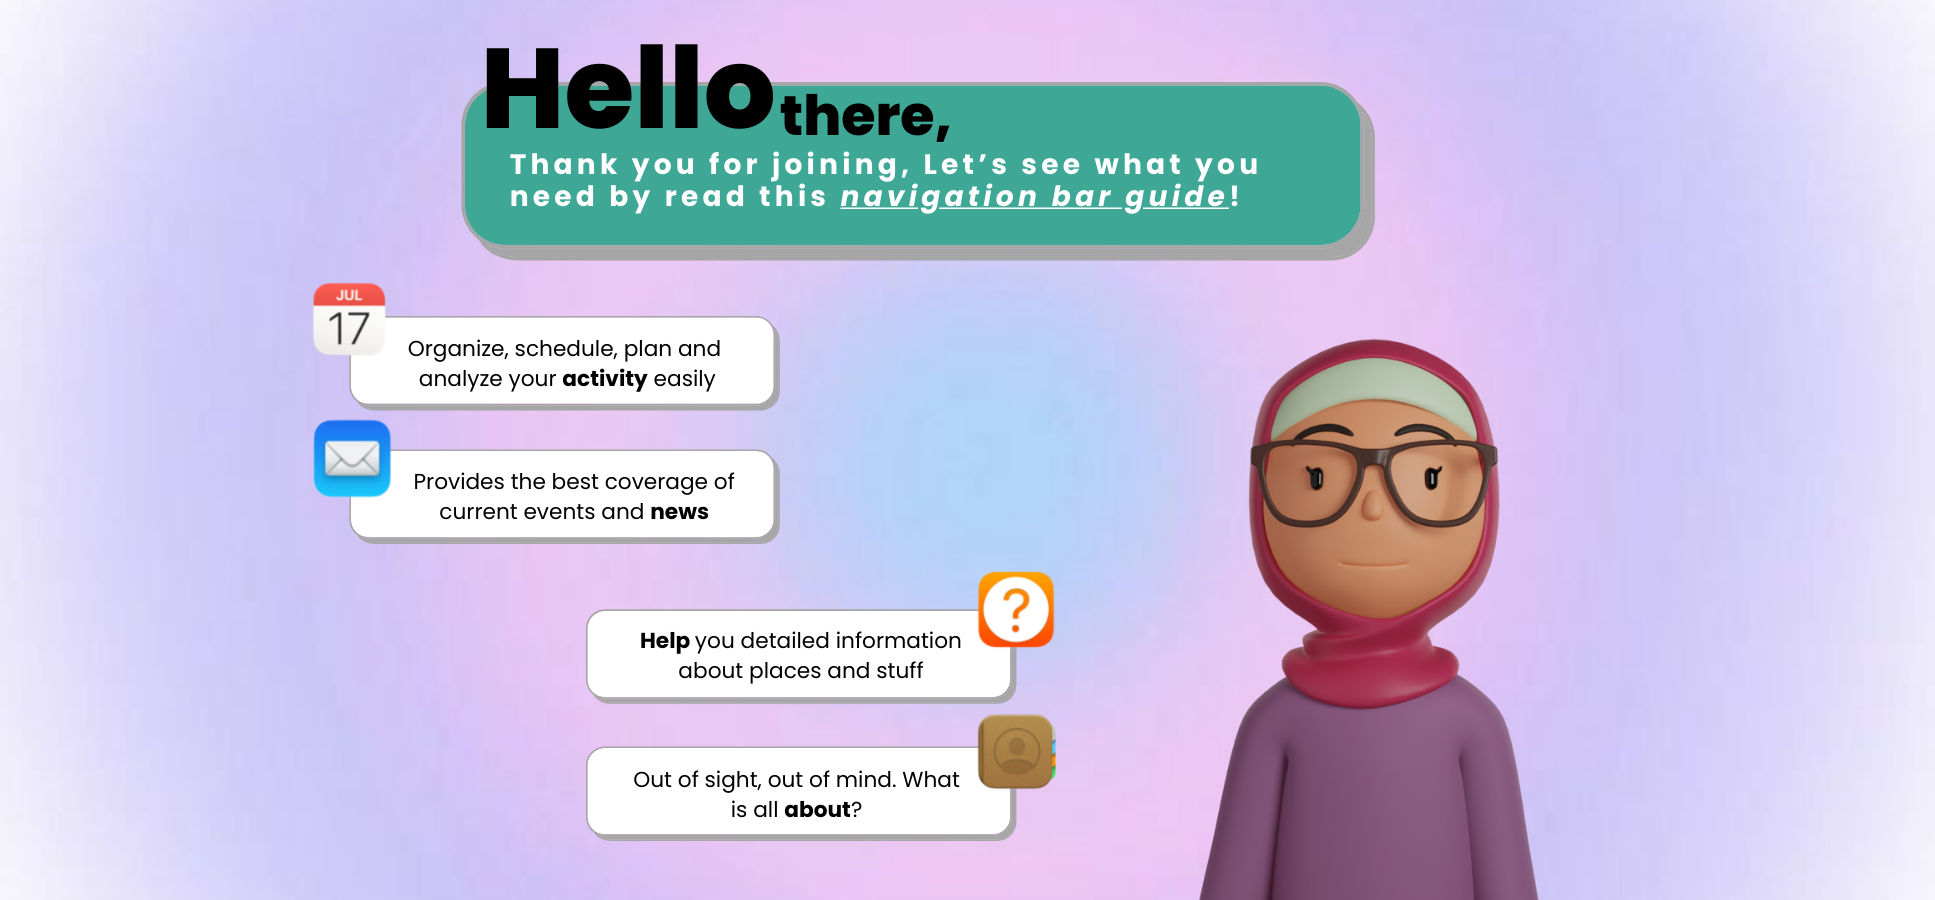 Hello there,
Thank you for joining, Let's see what you
need by read this navigation bar guide!
JUL
17
Organize, schedule, plan and
analyze your activity easily
Provides the best coverage of
current events and news
?
Help you detailed information
about places and stuff
Out of sight, out of mind. What
is all about?